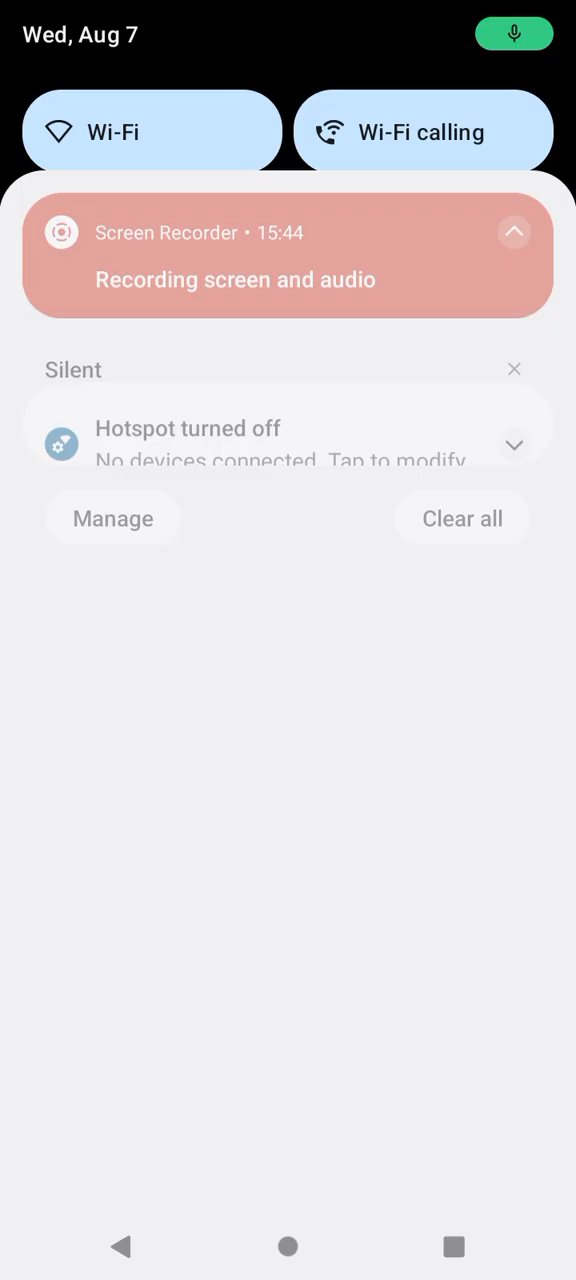 Wed, Aug 7
Wi-Fi
Wi-Fi calling
Screen Recorder • 15:44
Recording screen and audio
Silent
Hotspot turned off
No devices connected. Tap to modify.
Manage
Clear all